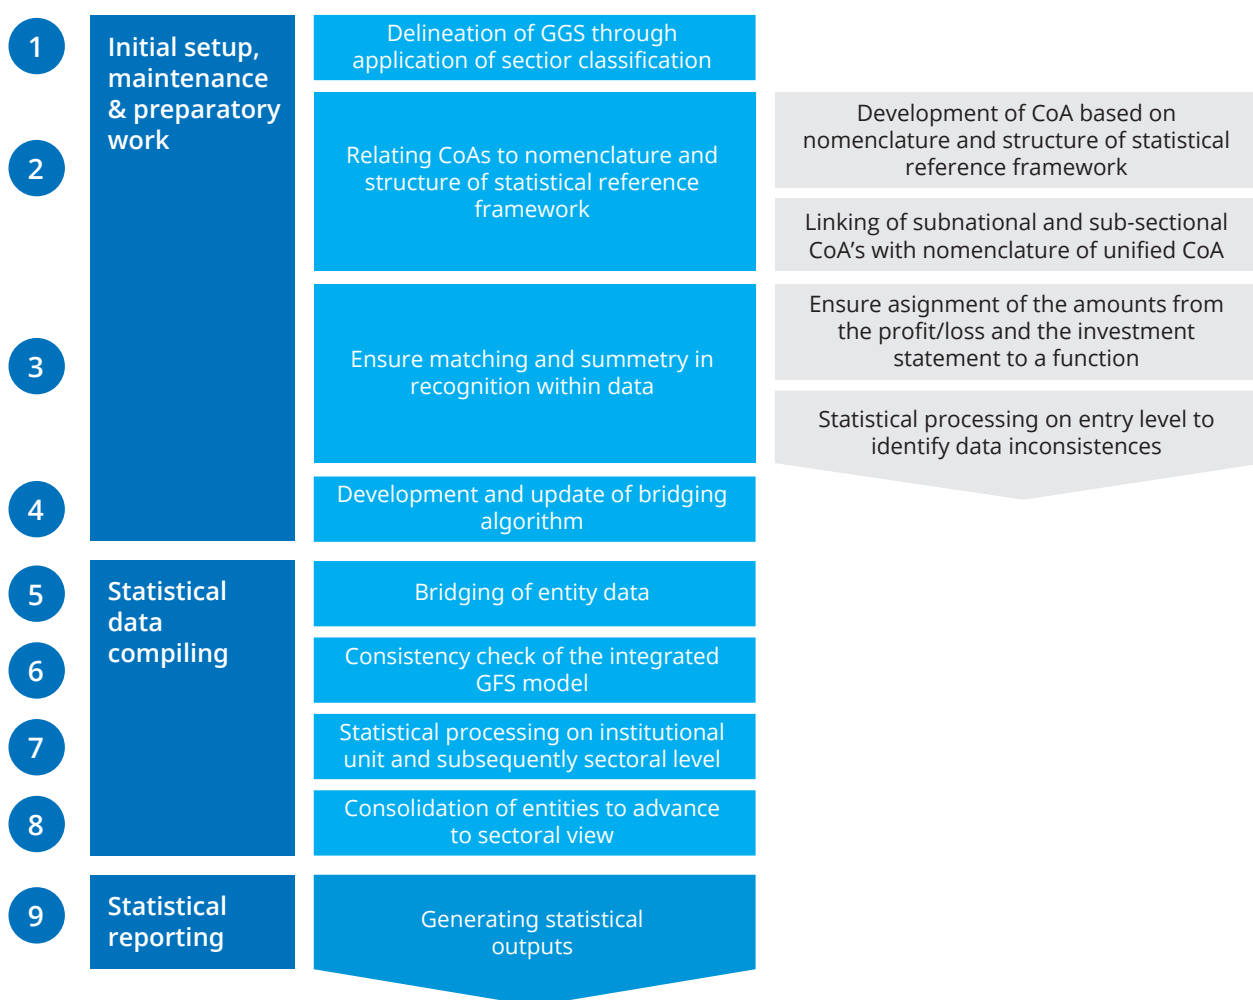 1
Initial setup,
maintenance
& preparatory
work
Delineation of GGS through
application of sectior classification
2
Relating CoAs to nomenclature and
structure of statistical reference
framework
Development of CoA based on
nomenclature and structure of statistical
reference framework
Linking of subnational and sub-sectional
CoA's with nomenclature of unified CoA
3
Ensure matching and summetry in
recognition within data
Ensure asignment of the amounts from
the profit/loss and the investment
statement to a function
Statistical processing on entry level to
identify data inconsistences
4
Development and update of bridging
algorithm
5
Statistical
data
compiling
Bridging of entity data
6
Consistency check of the integrated
GFS model
7
Statistical processing on institutional
unit and subsequently sectoral level
8
Consolidation of entities to advance
to sectoral view
9
Statistical
reporting
Generating statistical
outputs